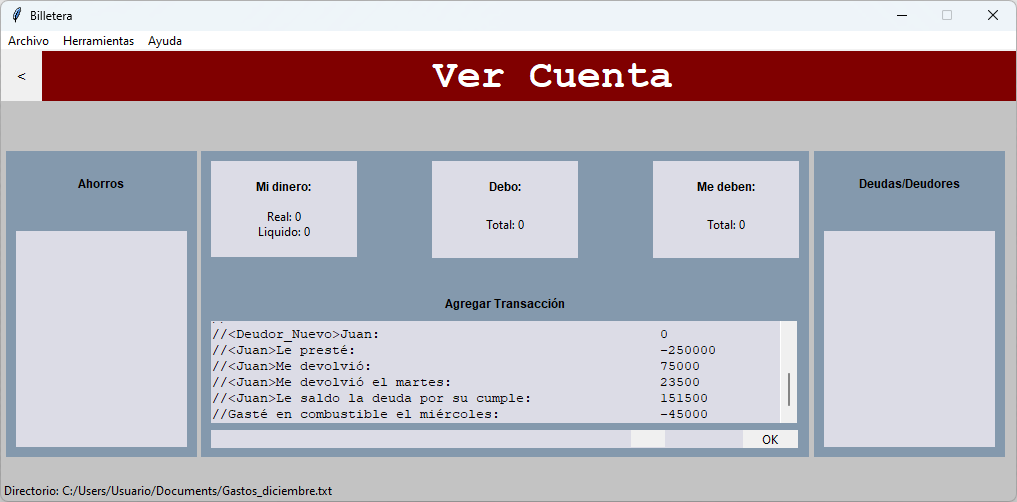 Billetera
Archivo Herramientas Ayuda
< Ver Cuenta
Ahorros
Mi dinero:
Real: 0
Liquido: 0
Debo:
Total: 0
Me deben:
Total: 0
Deudas/Deudores
Agregar Transacción
//<Deudor_Nuevo>Juan: 0
//<Juan>Le presté: -250000
//<Juan>Me devolvió: 75000
//<Juan>Me devolvió el martes: 23500
//<Juan>Le saldo la deuda por su cumple: 151500
//Gasté en combustible el miércoles: -45000
OK
Directorio: C:/Users/Usuario/Documents/Gastos_diciembre.txt